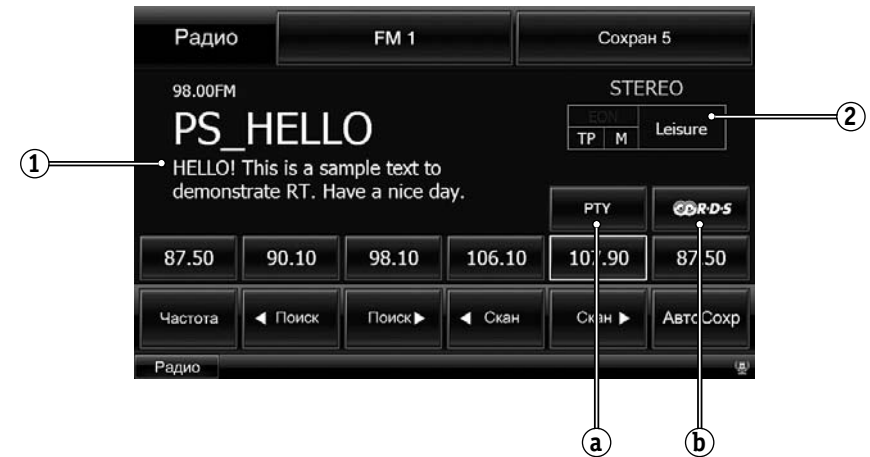 Радио FM 1 Сохран 5
98.00FM STEREO
PS_HELLO
EON
TP M Leisure
HELLO! This is a sample text to
demonstrate RT. Have a nice day.
PTY R·D·S
87.50 90.10 98.10 106.10 107.90 87.50
Частота ◀ Поиск Поиск▶ ◀ Скан Скан ▶ АвтоСохр
Радио
1
2
a b